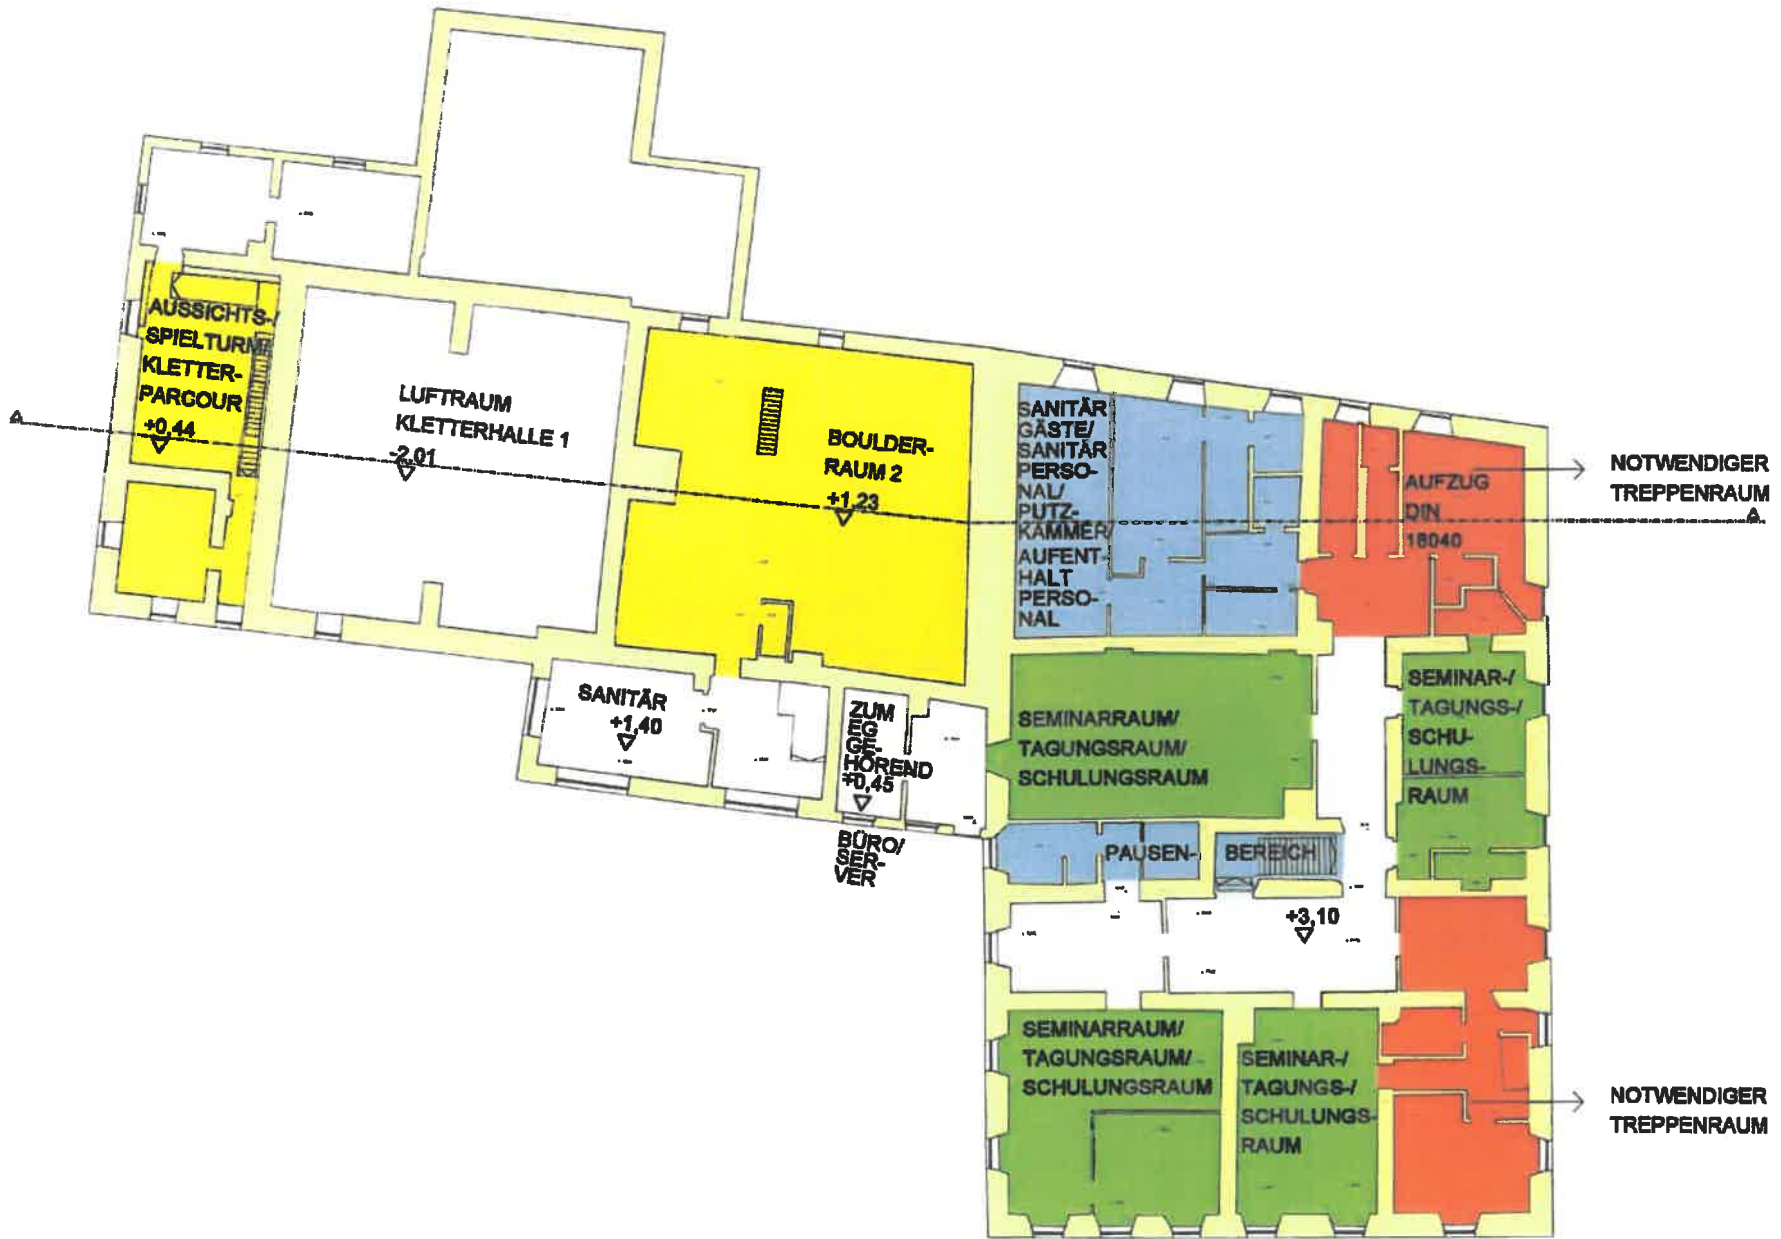 AUSSICHTS-/
SPIELTURM/
KLETTER-
PARCOUR
+0,44
LUFTRAUM
KLETTERHALLE 1
-2,01
BOULDER-
RAUM 2
+1,23
SANITÄR
GÄSTE/
SANITÄR
PERSO-
NAL/
PUTZ-
KAMMER/
AUFENT-
HALT
PERSO-
NAL
AUFZUG
DIN
18040
NOTWENDIGER
TREPPENRAUM
SANITÄR
+1,40
ZUM
EG
GE-
HÖREND
+0,45
BÜRO/
SER-
VER
SEMINARRAUM/
TAGUNGSRAUM/
SCHULUNGSRAUM
SEMINAR-/
TAGUNGS-/
SCHU-
LUNGS-
RAUM
PAUSEN- BEREICH
+3,10
SEMINARRAUM/
TAGUNGSRAUM/
SCHULUNGSRAUM
SEMINAR-/
TAGUNGS-/
SCHULUNGS-
RAUM
NOTWENDIGER
TREPPENRAUM